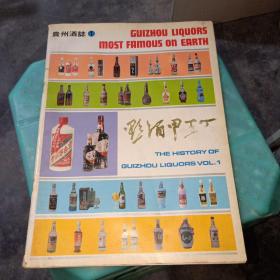 貴州酒誌 1
GUIZHOU LIQUORS
MOST FAMOUS ON EARTH
黔酒甲天下
THE HISTORY OF
GUIZHOU LIQUORS VOL.1